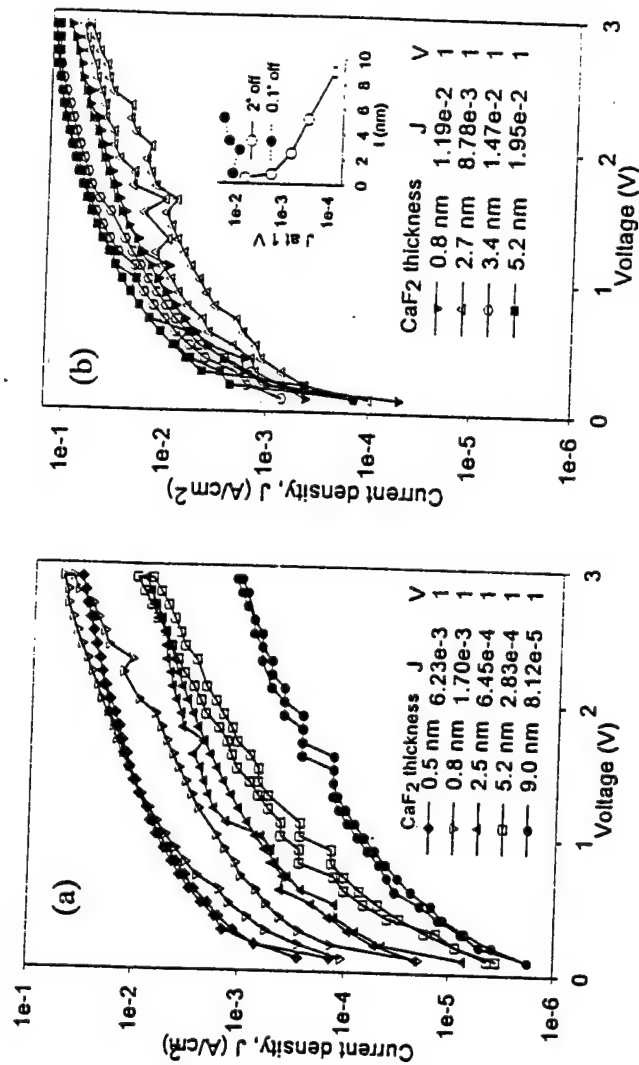 (a)
Current density, J (A/cm²)
1e-1
1e-2
1e-3
1e-4
1e-5
1e-6
0
1
2
3
Voltage (V)
CaF2 thickness J V
0.5 nm 6.23e-3 1
0.8 nm 1.70e-3 1
2.5 nm 6.45e-4 1
5.2 nm 2.83e-4 1
9.0 nm 8.12e-5 1
(b)
Current density, J (A/cm²)
1e-1
1e-2
1e-3
1e-4
1e-5
1e-6
0
1
2
3
Voltage (V)
CaF2 thickness J V
0.8 nm 1.19e-2 1
2.7 nm 8.78e-3 1
3.4 nm 1.47e-2 1
5.2 nm 1.95e-2 1
J at 1 V
1e-2
1e-3
1e-4
2° off
0.1° off
0 2 4 6 8 10
t (nm)